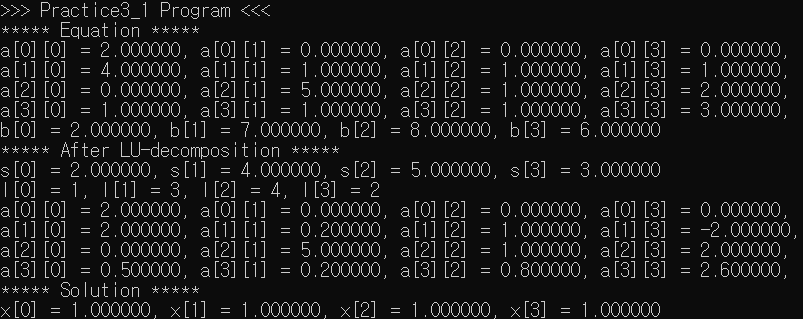 >>> Practice3_1 Program <<<
***** Equation *****
a[0][0] = 2.000000, a[0][1] = 0.000000, a[0][2] = 0.000000, a[0][3] = 0.000000,
a[1][0] = 4.000000, a[1][1] = 1.000000, a[1][2] = 1.000000, a[1][3] = 1.000000,
a[2][0] = 0.000000, a[2][1] = 5.000000, a[2][2] = 1.000000, a[2][3] = 2.000000,
a[3][0] = 1.000000, a[3][1] = 1.000000, a[3][2] = 1.000000, a[3][3] = 3.000000,
b[0] = 2.000000, b[1] = 7.000000, b[2] = 8.000000, b[3] = 6.000000
***** After LU-decomposition *****
s[0] = 2.000000, s[1] = 4.000000, s[2] = 5.000000, s[3] = 3.000000
l[0] = 1, l[1] = 3, l[2] = 4, l[3] = 2
a[0][0] = 2.000000, a[0][1] = 0.000000, a[0][2] = 0.000000, a[0][3] = 0.000000,
a[1][0] = 2.000000, a[1][1] = 0.200000, a[1][2] = 1.000000, a[1][3] = -2.000000,
a[2][0] = 0.000000, a[2][1] = 5.000000, a[2][2] = 1.000000, a[2][3] = 2.000000,
a[3][0] = 0.500000, a[3][1] = 0.200000, a[3][2] = 0.800000, a[3][3] = 2.600000,
***** Solution *****
x[0] = 1.000000, x[1] = 1.000000, x[2] = 1.000000, x[3] = 1.000000